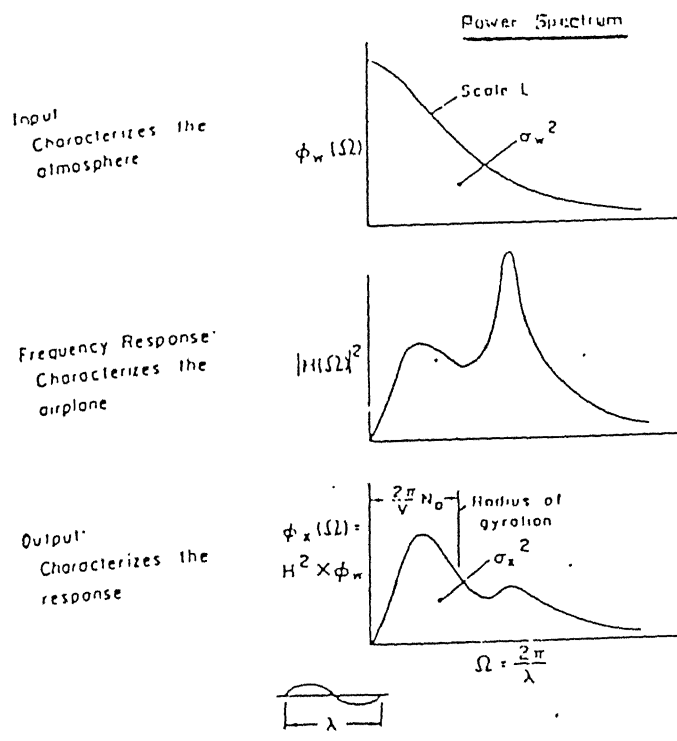 Power Spectrum
Input
Characterizes the
atmosphere
ϕw(Ω)
Scale L
σw²
Frequency Response:
Characterizes the
airplane
|H(Ω)|²
Output:
Characterizes the
response
ϕx(Ω) =
H² × ϕw
2π/V N₀
Radius of
gyration
σx²
Ω = 2π/λ
λ